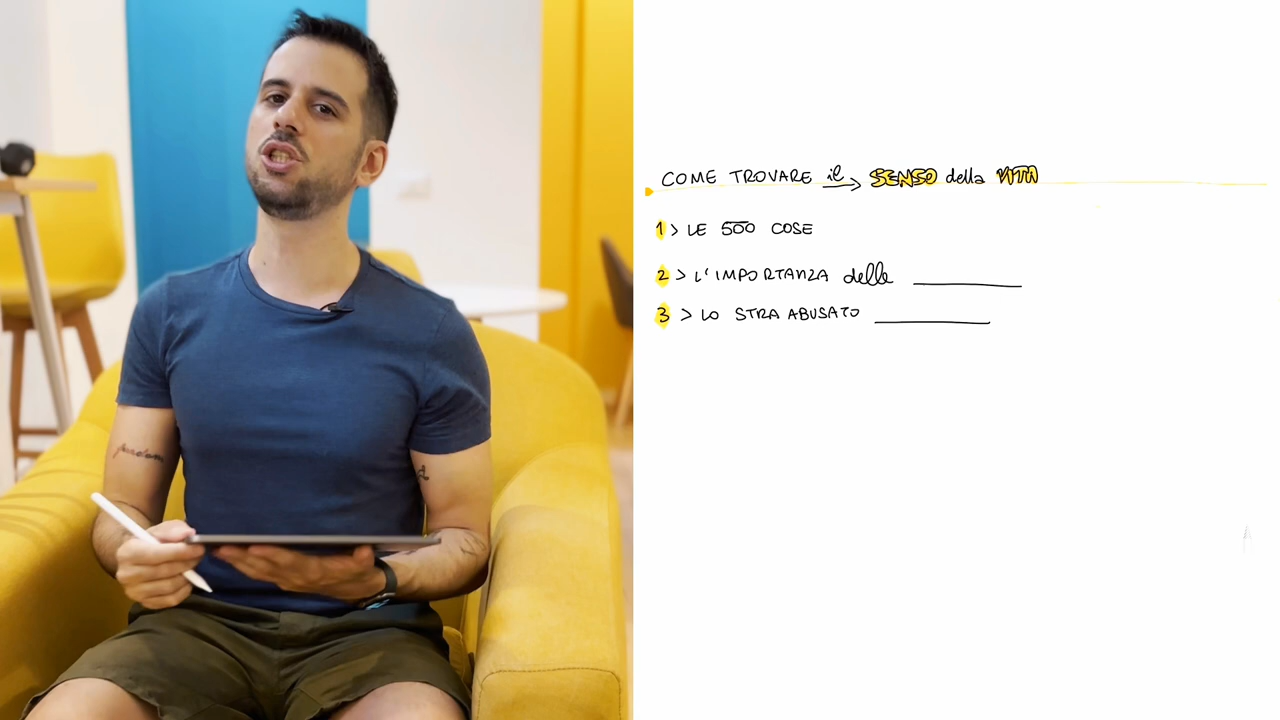 COME TROVARE il SENSO della VITA
1 > LE 500 COSE
2 > L'IMPORTANZA delle
3 > LO STRA ABUSATO